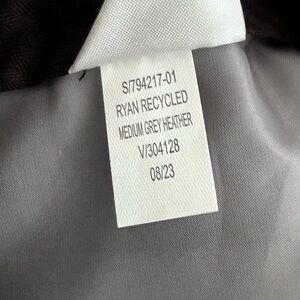 S/794217-01
RYAN RECYCLED
MEDIUM GREY HEATHER
V/304128
08/23